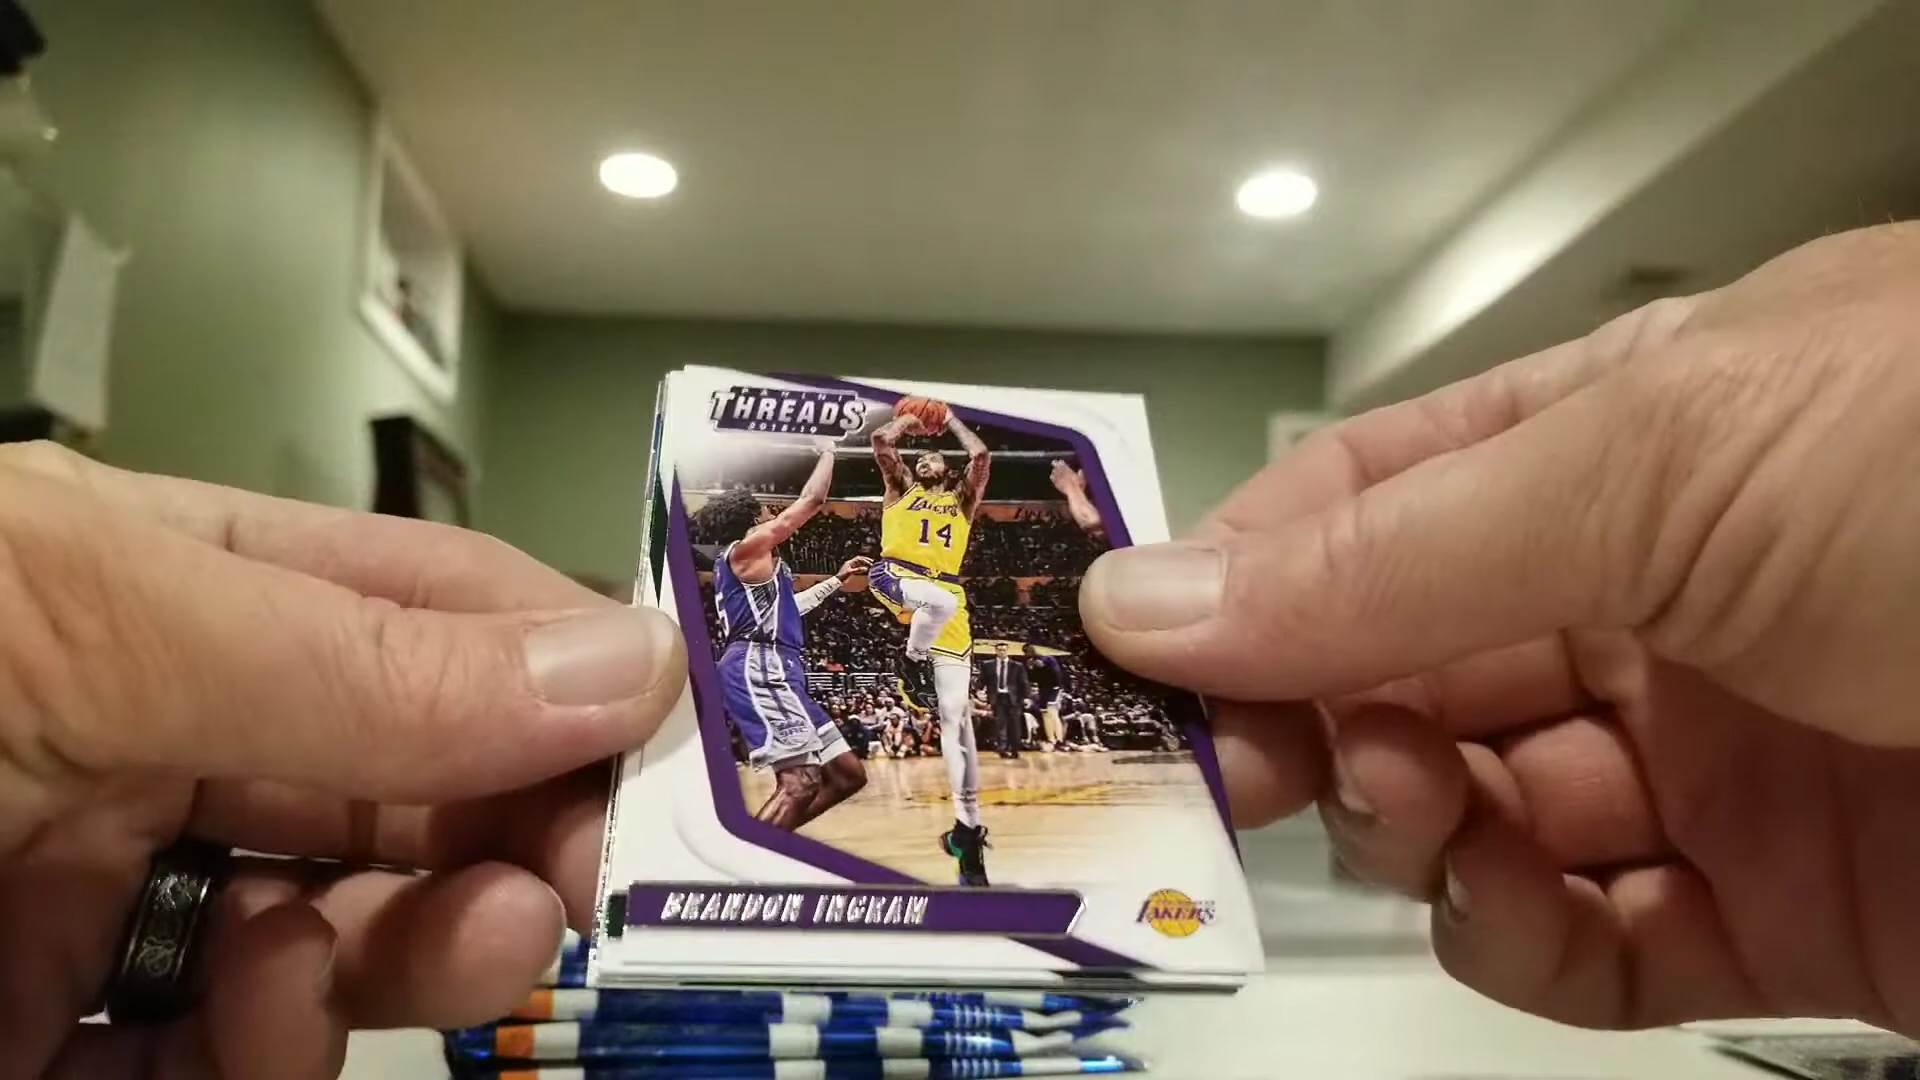 PANINI
THREADS
2018-19
LAKERS
14
BRANDON INGRAM
LAKERS